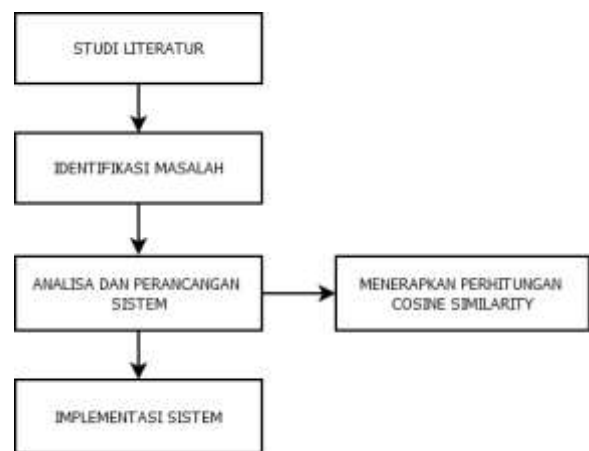 STUDI LITERATUR
IDENTIFIKASI MASALAH
ANALISA DAN PERANCANGAN
SISTEM
MENERAPKAN PERHITUNGAN
COSINE SIMILARITY
IMPLEMENTASI SISTEM